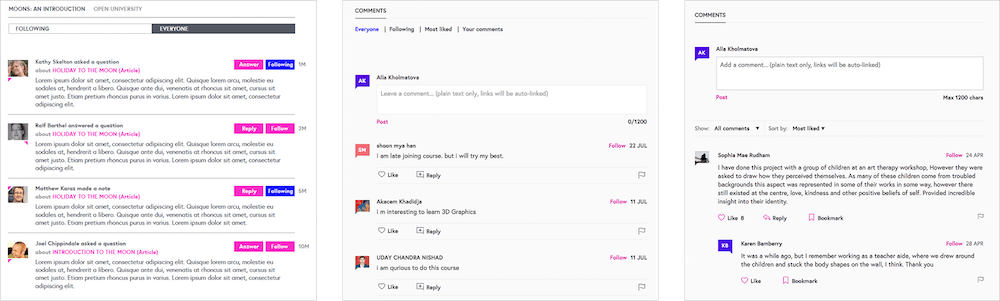 MOONS: AN INTRODUCTION OPEN UNIVERSITY
FOLLOWING EVERYONE
Kathy Skelton asked a question Answer Following 1M
about HOLIDAY TO THE MOON (Article)
Lorem ipsum dolor sit amet, consectetur adipiscing elit. Quisque lorem arcu, molestie eu
sodales at, hendrerit a libero. Integer quis ante dui, venenatis et rhoncus sit amet, cursus sit
amet justo. Etiam pretium rhoncus purus in varius. Lorem ipsum dolor sit amet, consectetur
adipiscing elit.
Ralf Barthel answered a question Reply Follow 2M
about HOLIDAY TO THE MOON (Article)
Lorem ipsum dolor sit amet, consectetur adipiscing elit. Quisque lorem arcu, molestie eu
sodales at, hendrerit a libero. Integer quis ante dui, venenatis at rhoncus sit amet, cursus sit
amet justo. Etiam pretium rhoncus purus in varius. Lorem ipsum dolor sit amet, consectetur
adipiscing elit.
Matthew Karas made a note Reply Following 5M
about HOLIDAY TO THE MOON (Article)
Lorem ipsum dolor sit amet, consectetur adipiscing elit. Quisque lorem arcu, molestie eu
sodales at, hendrerit a libero. Integer quis ante dui, venenatis at rhoncus sit amet, cursus sit
amet justo. Etiam pretium rhoncus purus in varius.
Joel Chippindale asked a question Answer Follow 10M
about INTRODUCTION TO THE MOON (Article)
Lorem ipsum dolor sit amet, consectetur adipiscing elit. Quisque lorem arcu, molestie eu
sodales at, hendrerit a libero. Integer quis ante dui, venenatis at rhoncus sit amet, cursus sit
amet justo. Etiam pretium rhoncus purus in varius. Lorem ipsum dolor sit amet, consectetur
adipiscing elit.
COMMENTS
Everyone | Following | Most liked | Your comments
AK Alla Kholmatova
Leave a comment... (plain text only, links will be auto-linked)
Post 0/1200
SM shoon mya han Follow 22 JUL
I am late joining course. but i will try my best.
Like Reply
Akacem Khadidja Follow 11 JUL
I m interesting to learn 3D Graphics
Like Reply
UDAY CHANDRA NISHAD Follow 11 JUL
I am qurious to do this course
Like Reply
COMMENTS
AK Alla Kholmatova
Add a comment... (plain text only, links will be auto-linked)
Post Max 1200 chars
Show: All comments Sort by: Most liked
Sophia Mae Rudham Follow 24 APR
I have done this project with a group of children at an art therapy workshop, However they were
asked to draw how they perceived themselves. As many of these children come from troubled
backgrounds this aspect was represented in some of their works in some way, however there
still existed at the centre, love, kindness and other positive beliefs of self. Provided incredible
insight into their identity.
Like 8 Reply Bookmark
KB Karen Bamberry Follow 28 APR
It was a while ago, but I remember working as a teacher aide, where we drew around
the children and stuck the body shapes on the wall, I think. Thank you
Like Bookmark